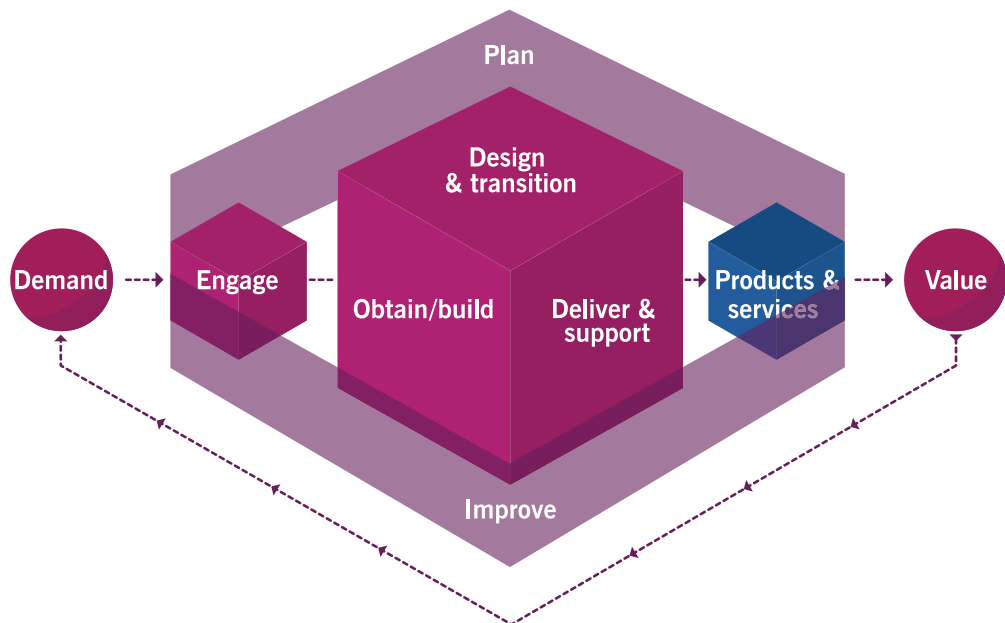 Plan
Design
& transition
Demand
Engage
Obtain/build
Deliver &
support
Products &
services
Value
Improve